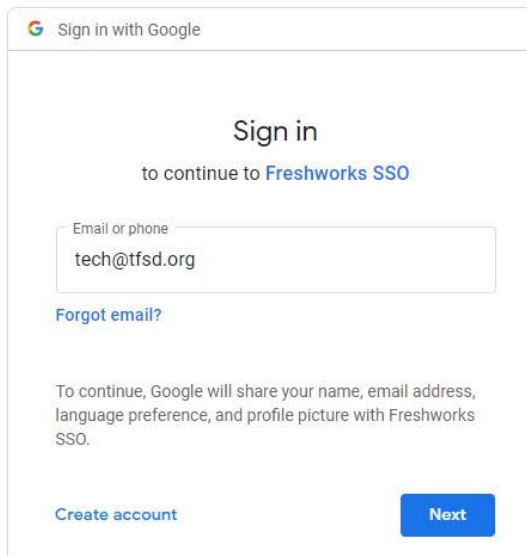 Sign in with Google
Sign in
to continue to Freshworks SSO
Email or phone
tech@tfsd.org
Forgot email?
To continue, Google will share your name, email address,
language preference, and profile picture with Freshworks
SSO.
Create account
Next